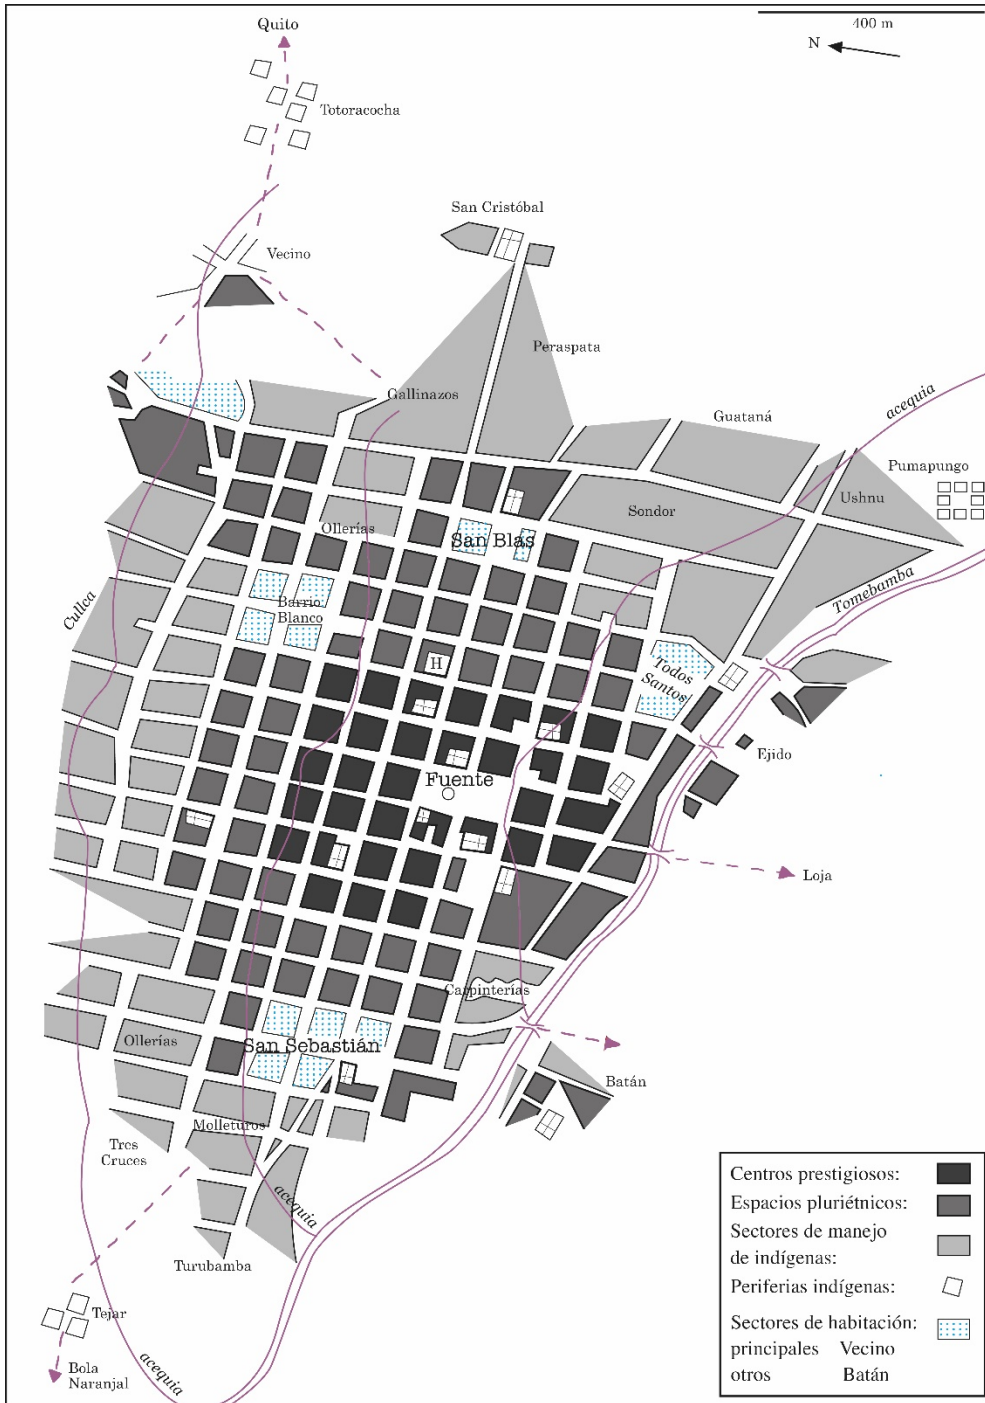 400 m
Quito
N
Totoracocha
San Cristóbal
Vecino
Peraspata
Gallinazos
acequia
Guataná
Pumapungo
Ushnu
Sondor
Ollerías
San Blas
Tomebamba
Cullca
Barrio
Blanco
H
Todos
Santos
Ejido
Fuente
Loja
Carpinterías
Ollerías
San Sebastián
Batán
Molleturos
Tres
Cruces
acequia
Turubamba
Tejar
acequia
Bola
Naranjal
Centros prestigiosos:
Espacios pluriétnicos:
Sectores de manejo
de indígenas:
Periferias indígenas:
Sectores de habitación:
principales Vecino
otros Batán